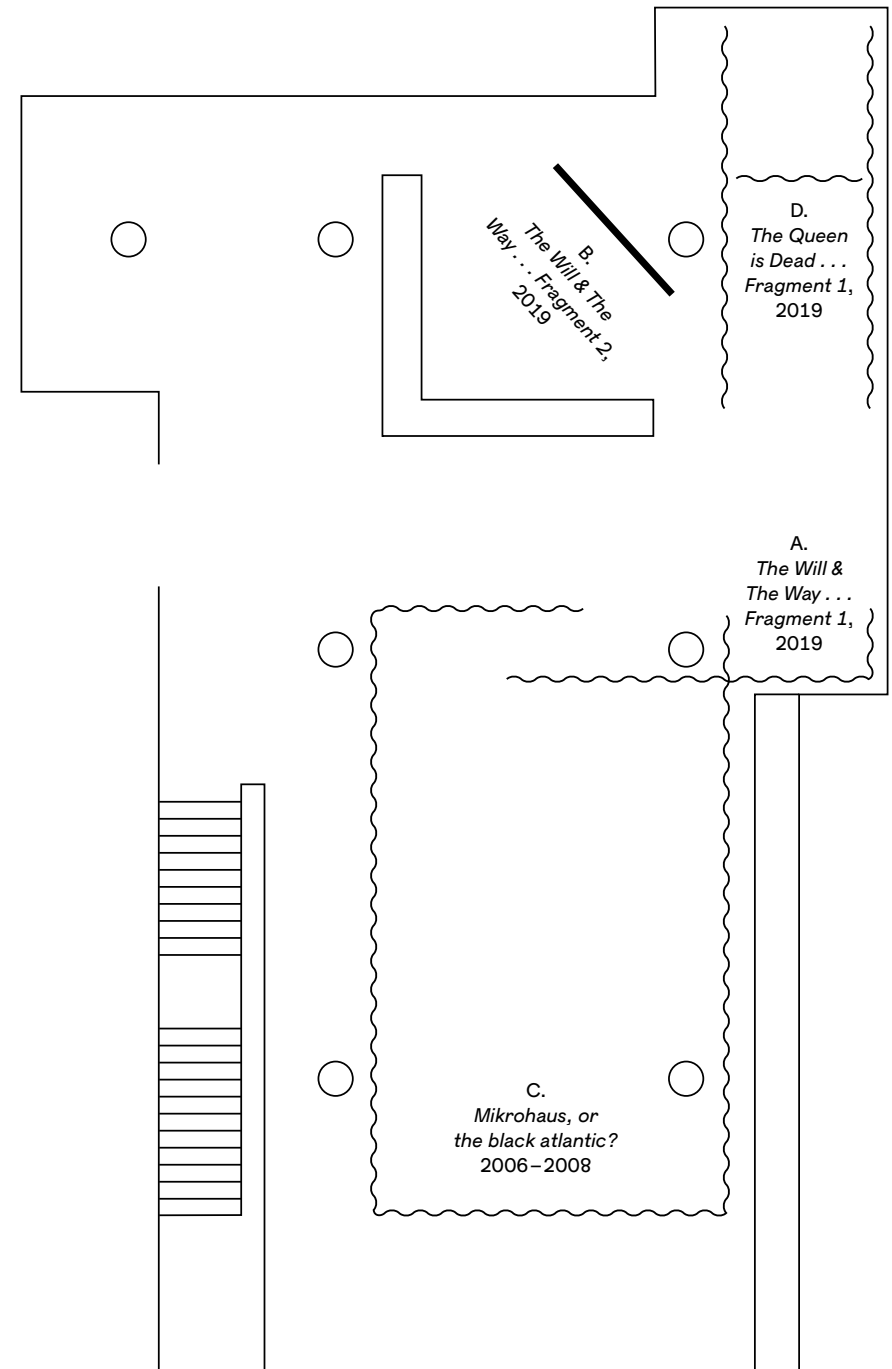 D.
The Queen
is Dead . . .
Fragment 1,
2019
B.
The Will & The
Way . . . Fragment 2,
2019
A.
The Will &
The Way . . .
Fragment 1,
2019
C.
Mikrohaus, or
the black atlantic?
2006–2008